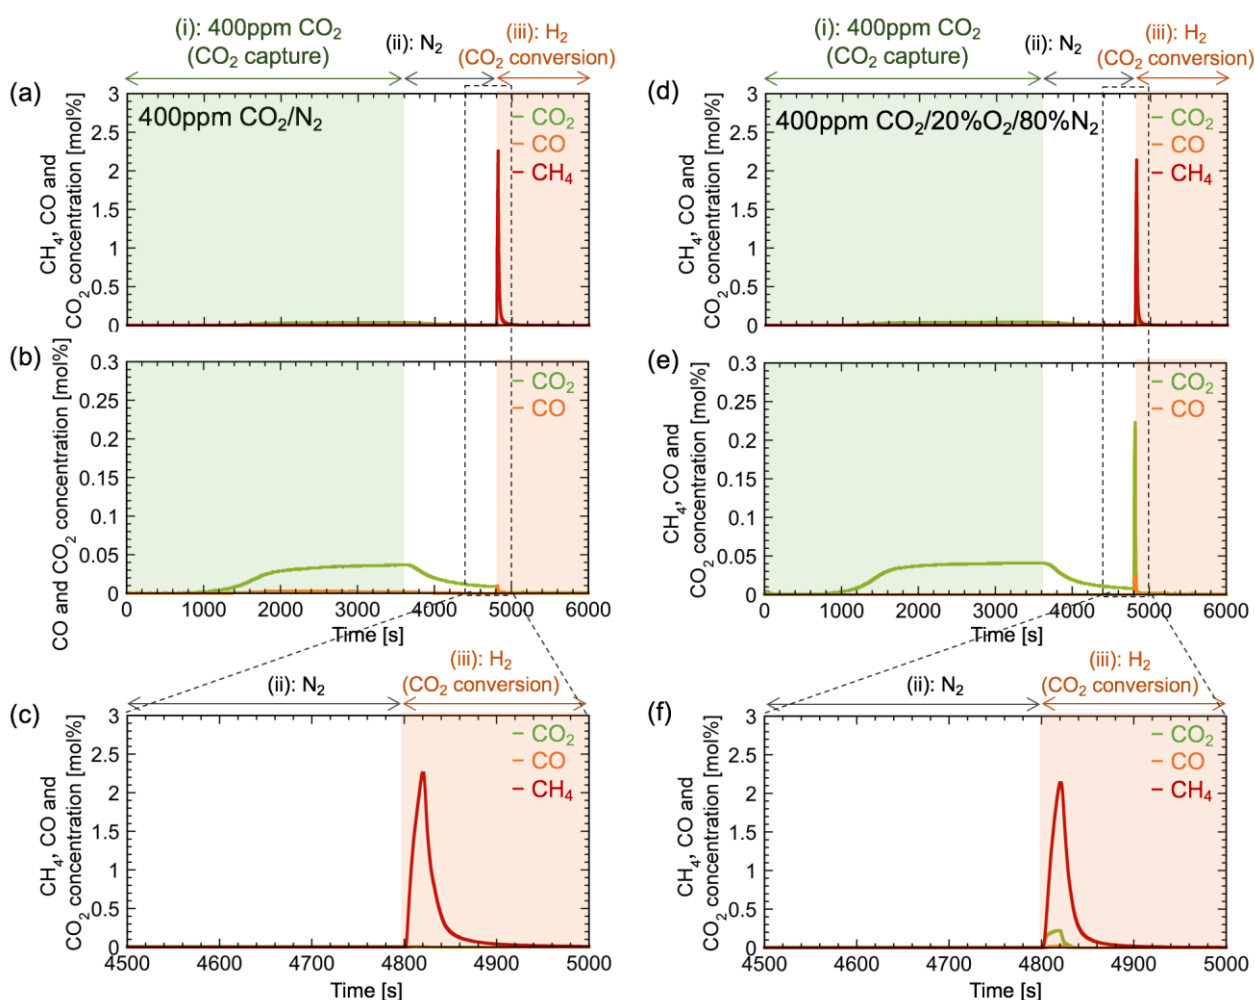 (i): 400ppm CO₂
(CO₂ capture)
(ii): N₂
(iii): H₂
(CO₂ conversion)
(a)
400ppm CO₂/N₂
CO₂
CO
CH₄
CH₄, CO and
CO₂ concentration [mol%]
3
2.5
2
1.5
1
0.5
0
(b)
CO₂
CO
CO and CO₂ concentration [mol%]
0.3
0.25
0.2
0.15
0.1
0.05
0
0 1000 2000 3000 4000 5000 6000
Time [s]
(ii): N₂
(iii): H₂
(CO₂ conversion)
(c)
CO₂
CO
CH₄
CH₄, CO and
CO₂ concentration [mol%]
3
2.5
2
1.5
1
0.5
0
4500 4600 4700 4800 4900 5000
Time [s]
(i): 400ppm CO₂
(CO₂ capture)
(ii): N₂
(iii): H₂
(CO₂ conversion)
(d)
400ppm CO₂/20%O₂/80%N₂
CO₂
CO
CH₄
CH₄, CO and
CO₂ concentration [mol%]
3
2.5
2
1.5
1
0.5
0
(e)
CO₂
CO
CH₄, CO and
CO₂ concentration [mol%]
0.3
0.25
0.2
0.15
0.1
0.05
0
0 1000 2000 3000 4000 5000 6000
Time [s]
(ii): N₂
(iii): H₂
(CO₂ conversion)
(f)
CO₂
CO
CH₄
CH₄, CO and
CO₂ concentration [mol%]
3
2.5
2
1.5
1
0.5
0
4500 4600 4700 4800 4900 5000
Time [s]